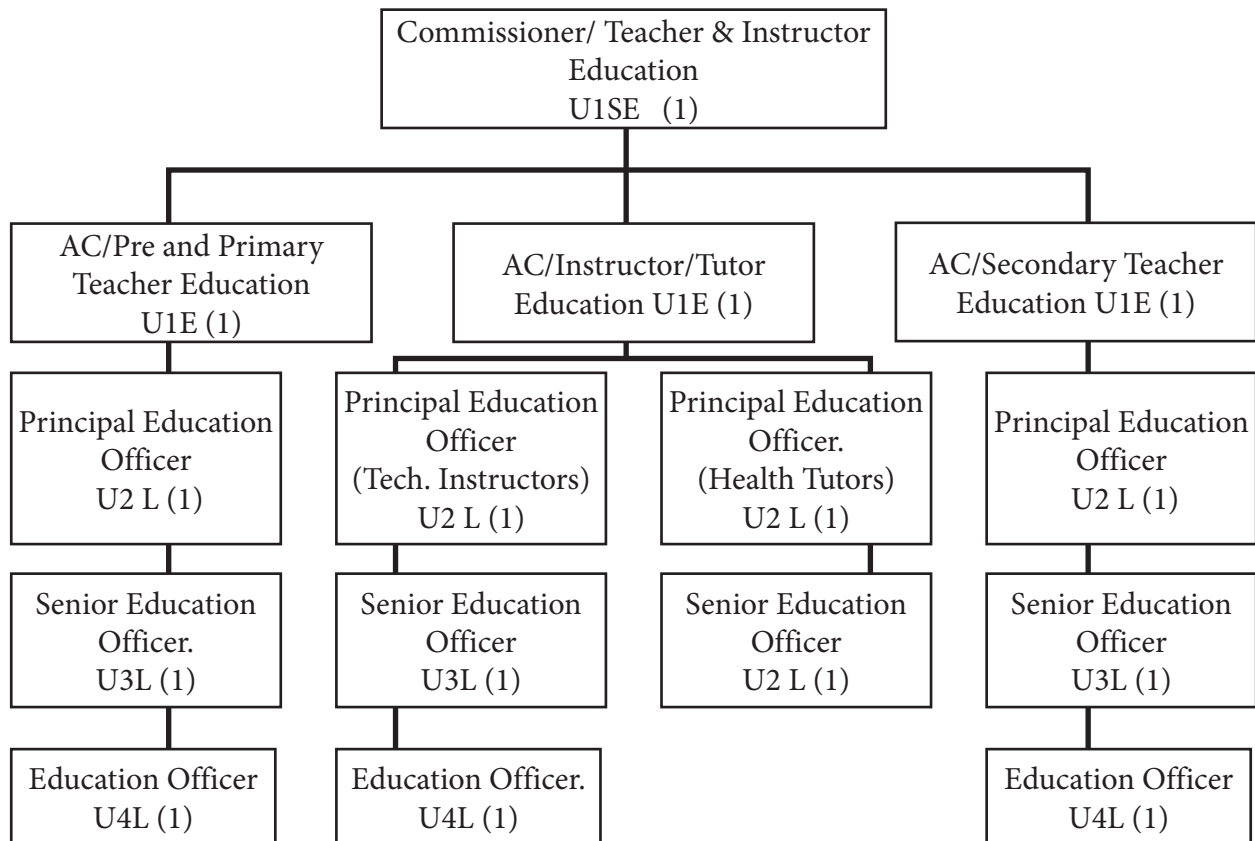 Commissioner/ Teacher & Instructor
Education
U1SE (1)
AC/Pre and Primary
Teacher Education
U1E (1)
AC/Instructor/Tutor
Education U1E (1)
AC/Secondary Teacher
Education U1E (1)
Principal Education
Officer
U2 L (1)
Principal Education
Officer
(Tech. Instructors)
U2 L (1)
Principal Education
Officer.
(Health Tutors)
U2 L (1)
Principal Education
Officer
U2 L (1)
Senior Education
Officer.
U3L (1)
Senior Education
Officer
U3L (1)
Senior Education
Officer
U2 L (1)
Senior Education
Officer
U3L (1)
Education Officer
U4L (1)
Education Officer.
U4L (1)
Education Officer
U4L (1)